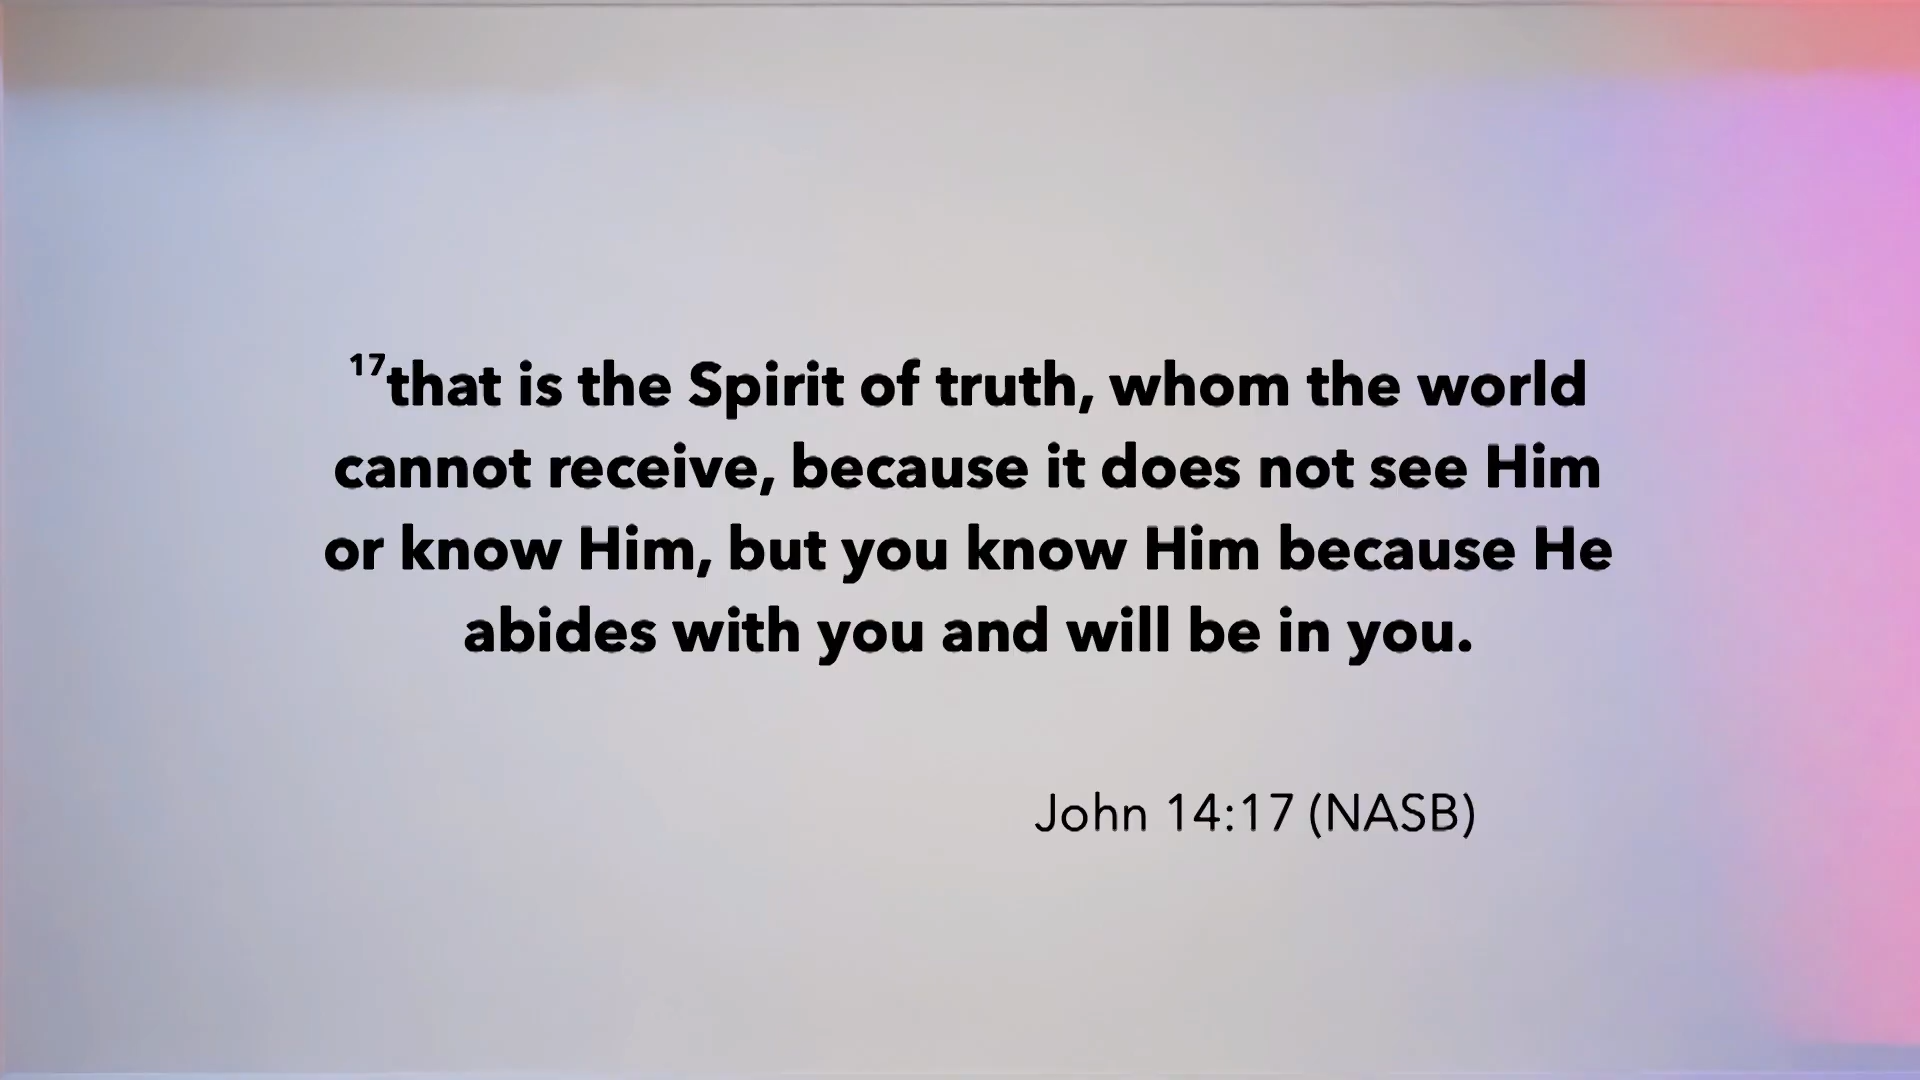 ¹⁷that is the Spirit of truth, whom the world
cannot receive, because it does not see Him
or know Him, but you know Him because He
abides with you and will be in you.
John 14:17 (NASB)